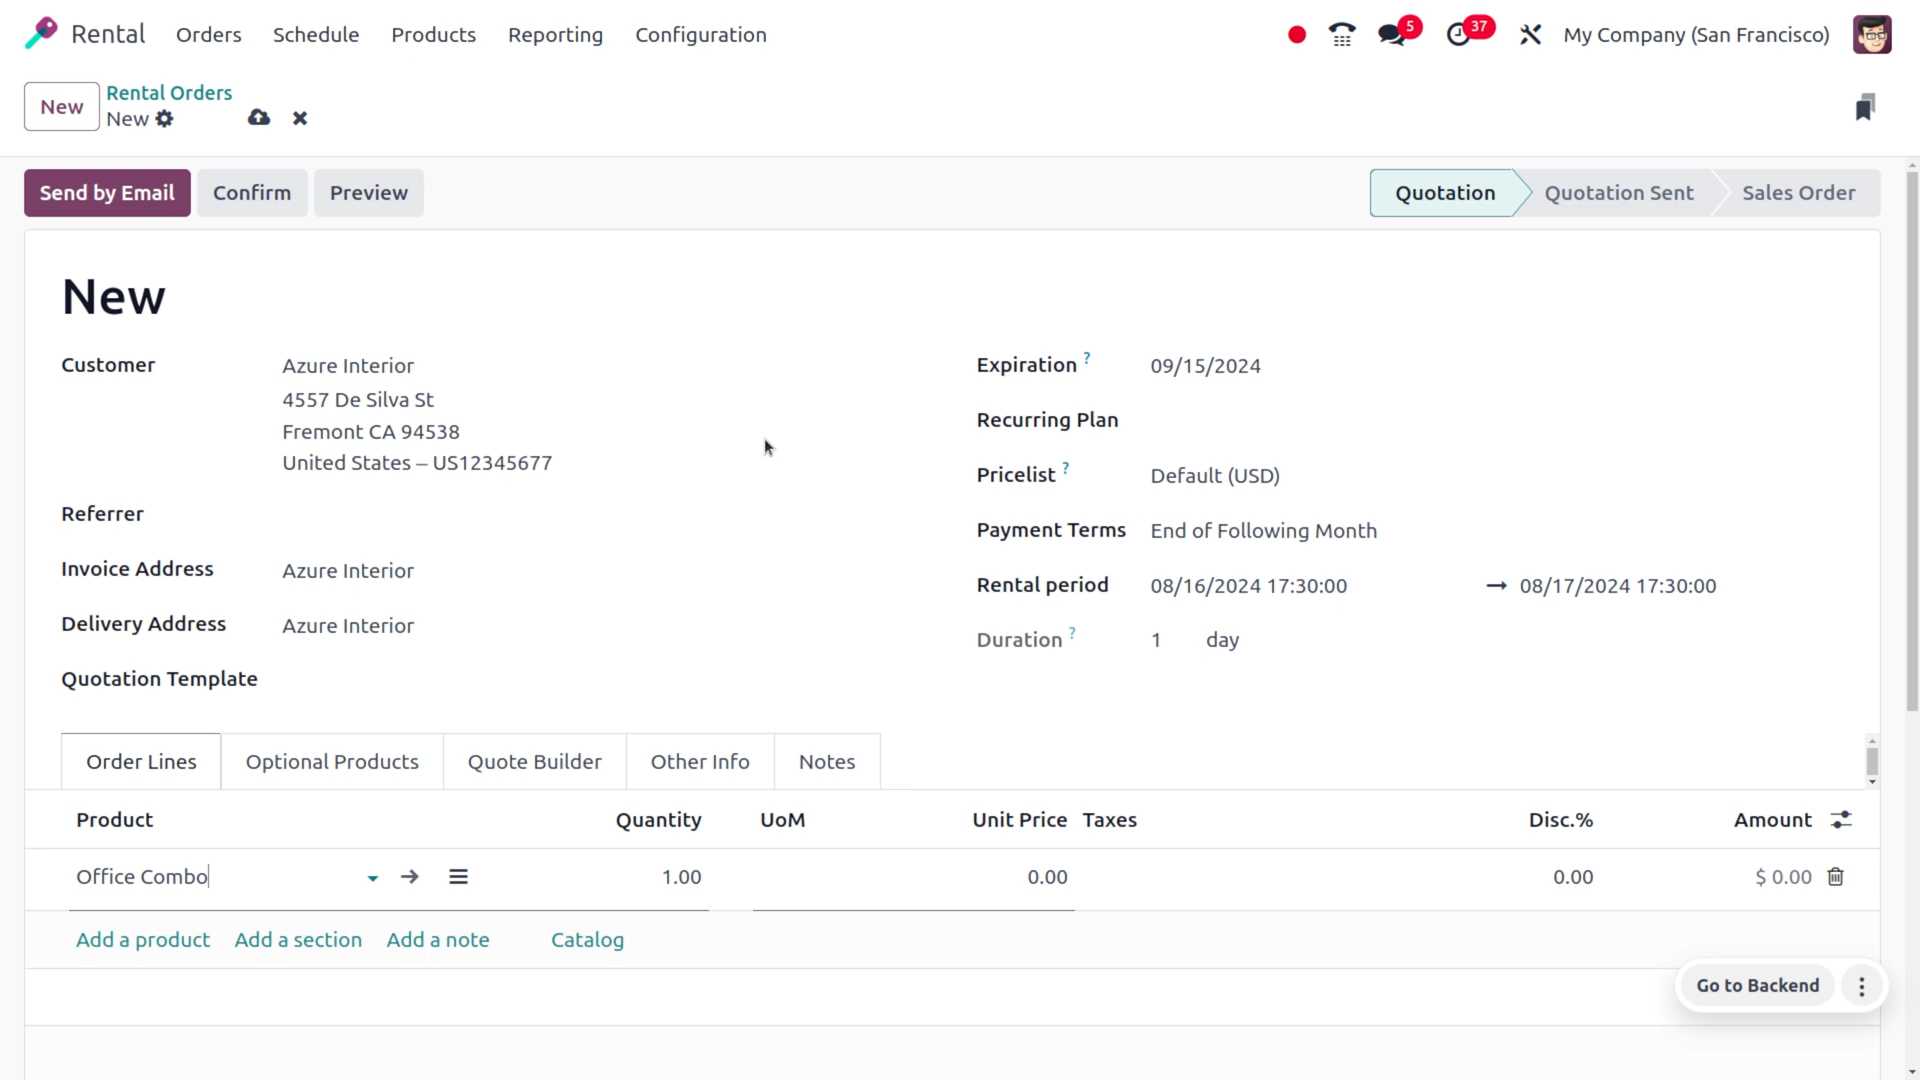 Rental Orders Schedule Products Reporting Configuration 5 37 My Company (San Francisco)
New Rental Orders
New
Send by Email Confirm Preview Quotation Quotation Sent Sales Order
New
Customer Azure Interior Expiration ? 09/15/2024
4557 De Silva St
Fremont CA 94538 Recurring Plan
United States – US12345677 Pricelist ? Default (USD)
Referrer Payment Terms End of Following Month
Invoice Address Azure Interior Rental period 08/16/2024 17:30:00 → 08/17/2024 17:30:00
Delivery Address Azure Interior Duration ? 1 day
Quotation Template
Order Lines Optional Products Quote Builder Other Info Notes
Product Quantity UoM Unit Price Taxes Disc.% Amount
Office Combo 1.00 0.00 0.00 $ 0.00
Add a product Add a section Add a note Catalog
Go to Backend